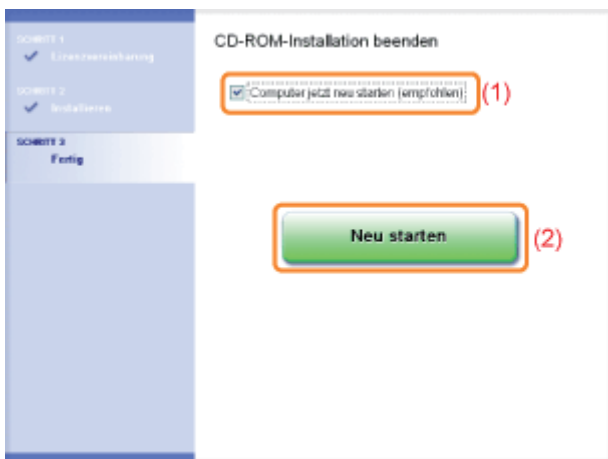 SCHRITT 1
Lizenzvereinbarung
SCHRITT 2
Installieren
SCHRITT 3
Fertig
CD-ROM-Installation beenden
Computer jetzt neu starten (empfohlen) (1)
Neu starten (2)